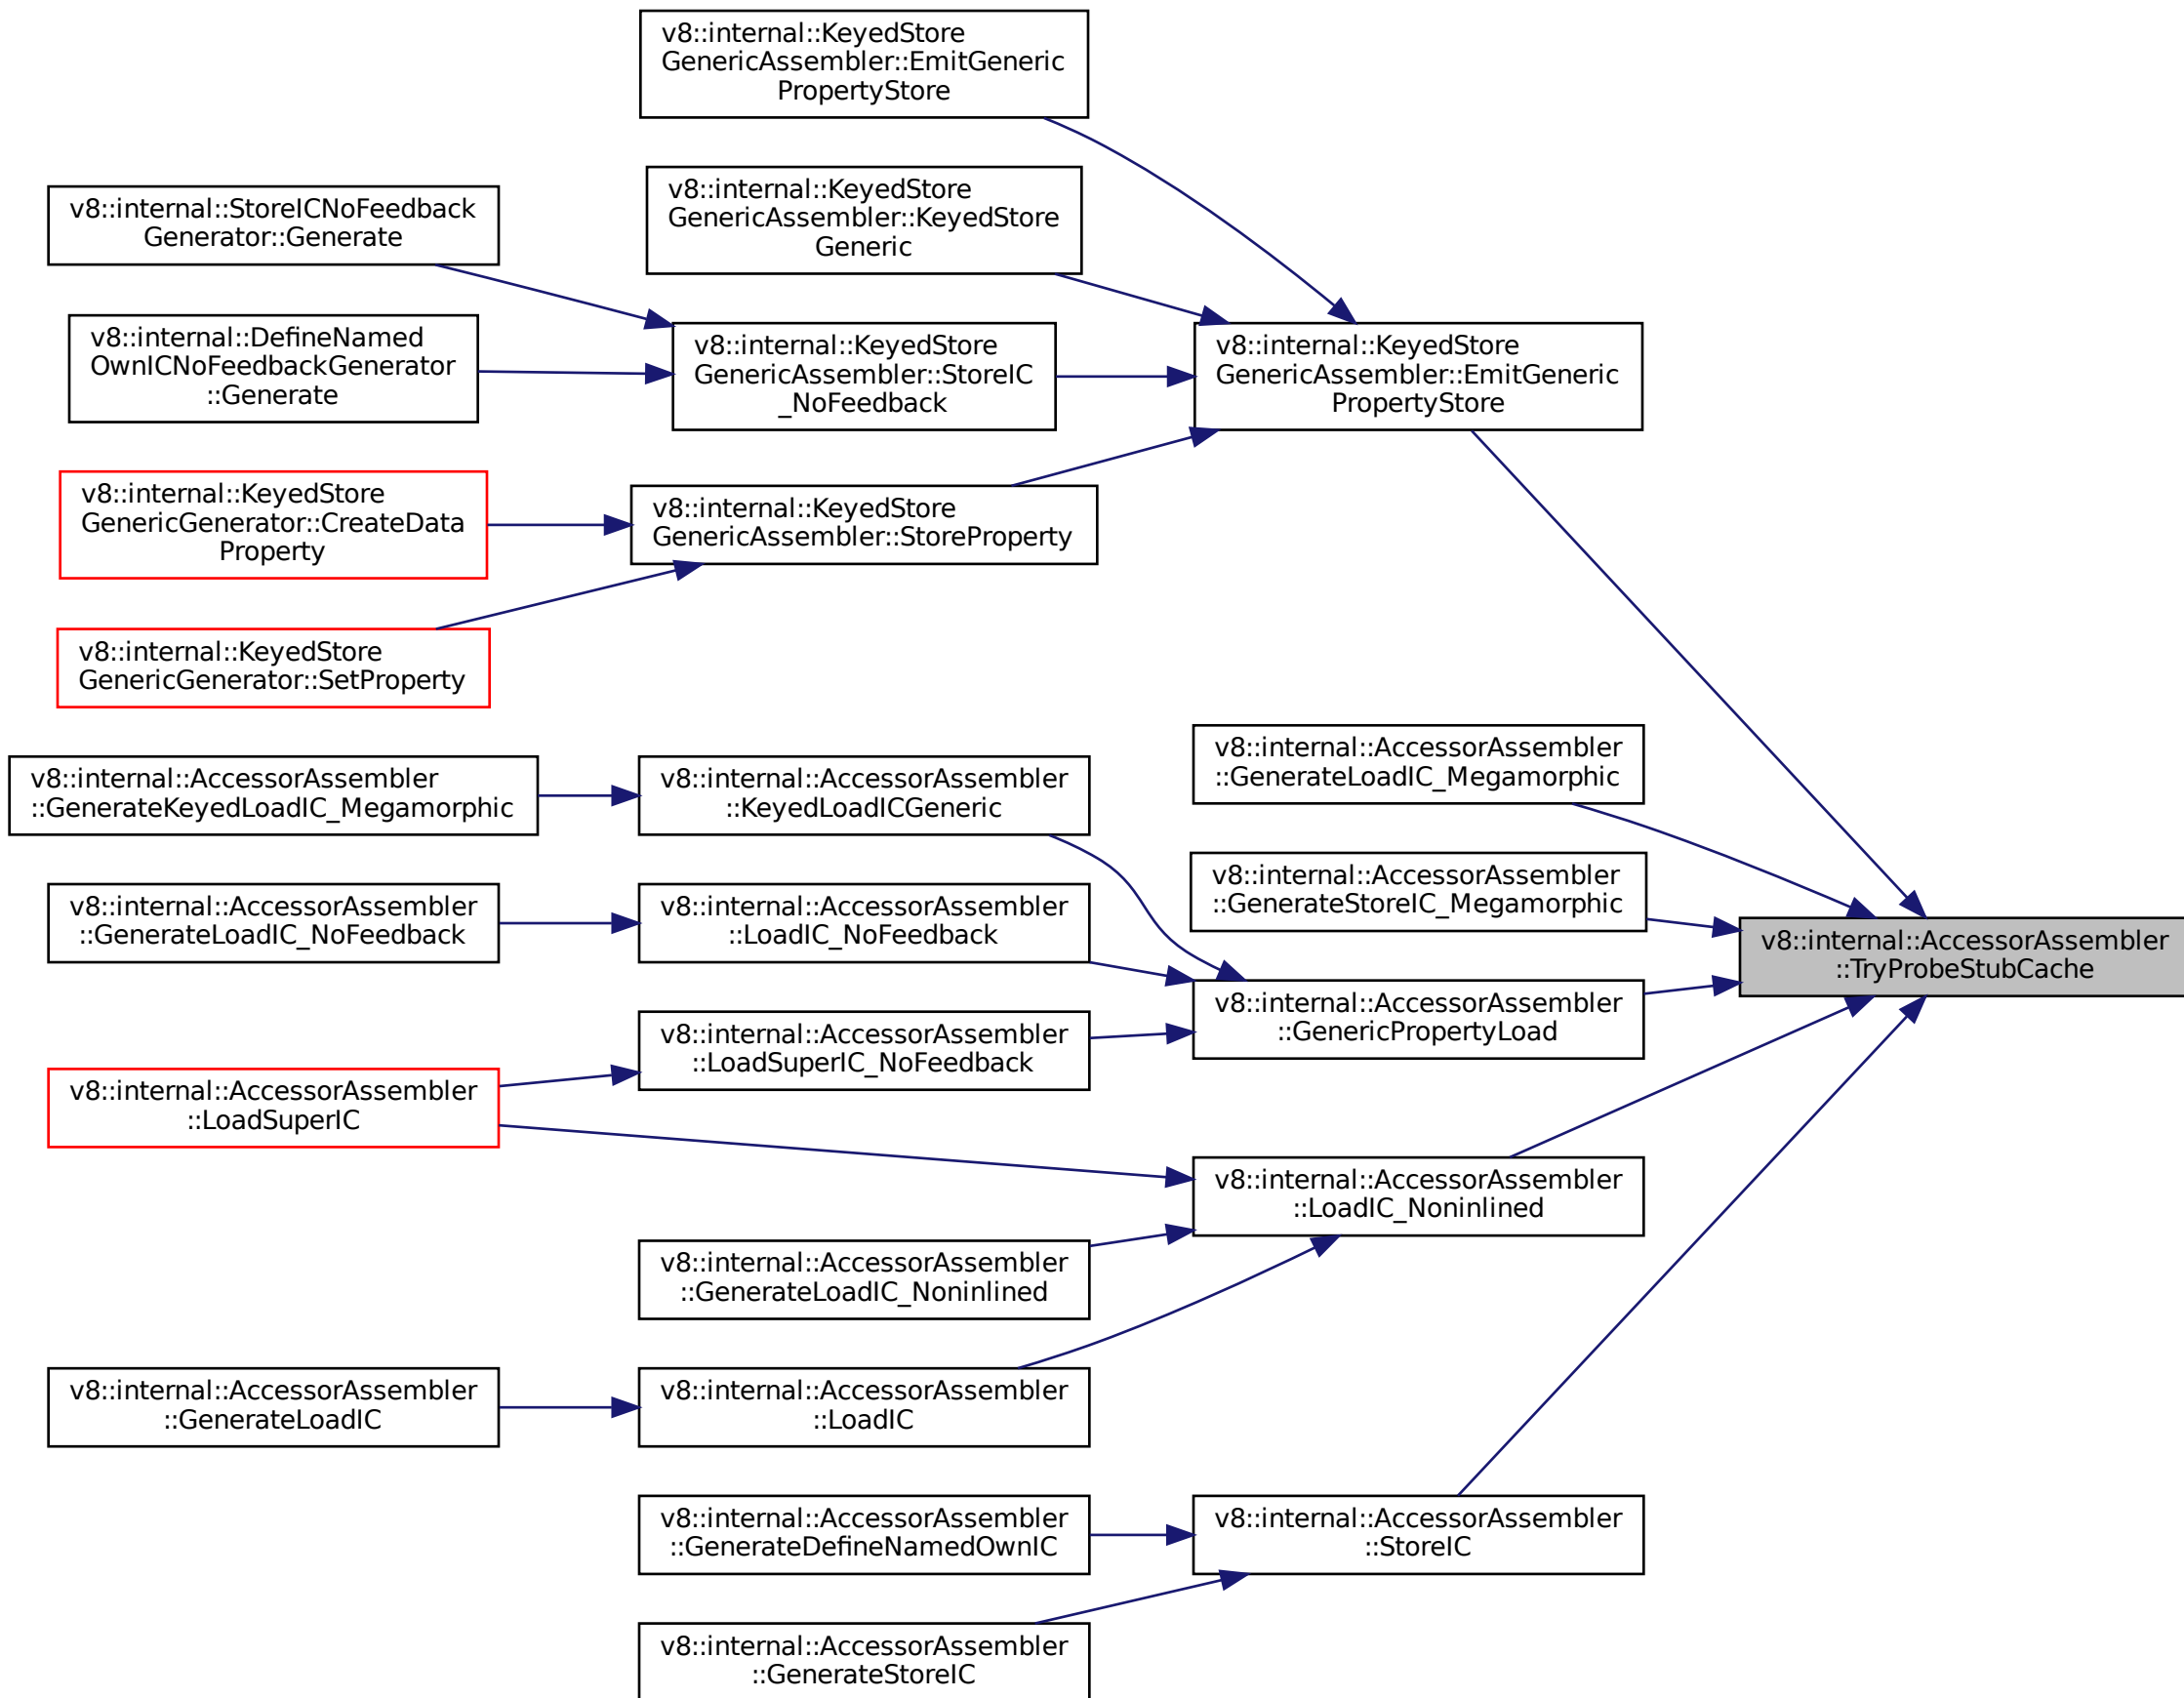 v8::internal::KeyedStore
GenericAssembler::EmitGeneric
PropertyStore
v8::internal::KeyedStore
GenericAssembler::KeyedStore
Generic
v8::internal::StoreICNoFeedback
Generator::Generate
v8::internal::DefineNamed
OwnICNoFeedbackGenerator
::Generate
v8::internal::KeyedStore
GenericAssembler::StoreIC
_NoFeedback
v8::internal::KeyedStore
GenericAssembler::EmitGeneric
PropertyStore
v8::internal::KeyedStore
GenericGenerator::CreateData
Property
v8::internal::KeyedStore
GenericAssembler::StoreProperty
v8::internal::KeyedStore
GenericGenerator::SetProperty
v8::internal::AccessorAssembler
::GenerateLoadIC_Megamorphic
v8::internal::AccessorAssembler
::GenerateKeyedLoadIC_Megamorphic
v8::internal::AccessorAssembler
::KeyedLoadICGeneric
v8::internal::AccessorAssembler
::GenerateStoreIC_Megamorphic
v8::internal::AccessorAssembler
::GenerateLoadIC_NoFeedback
v8::internal::AccessorAssembler
::LoadIC_NoFeedback
v8::internal::AccessorAssembler
::TryProbeStubCache
v8::internal::AccessorAssembler
::GenericPropertyLoad
v8::internal::AccessorAssembler
::LoadSuperIC_NoFeedback
v8::internal::AccessorAssembler
::LoadSuperIC
v8::internal::AccessorAssembler
::LoadIC_Noninlined
v8::internal::AccessorAssembler
::GenerateLoadIC_Noninlined
v8::internal::AccessorAssembler
::GenerateLoadIC
v8::internal::AccessorAssembler
::LoadIC
v8::internal::AccessorAssembler
::GenerateDefineNamedOwnIC
v8::internal::AccessorAssembler
::StoreIC
v8::internal::AccessorAssembler
::GenerateStoreIC